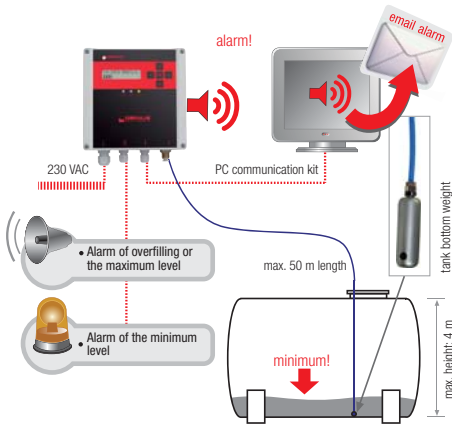 email alarm
alarm!
230 VAC
PC communication kit
tank bottom weight
• Alarm of overfilling or
the maximum level
max. 50 m length
• Alarm of the minimum
level
minimum!
max. height: 4 m